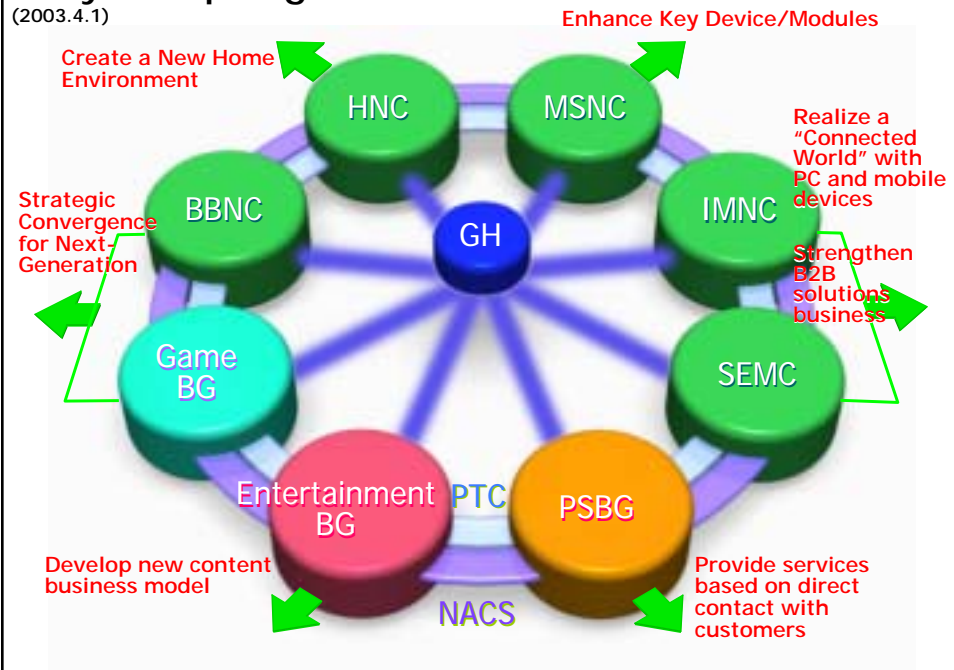 (2003.4.1)
Enhance Key Device/Modules
Create a New Home
Environment
HNC
MSNC
Realize a
“Connected
World” with
PC and mobile
devices
Strategic
Convergence
for Next-
Generation
BBNC
IMNC
GH
Strengthen
B2B
solutions
business
Game
BG
SEMC
Entertainment
BG
PTC
PSBG
Develop new content
business model
Provide services
based on direct
contact with
customers
NACS